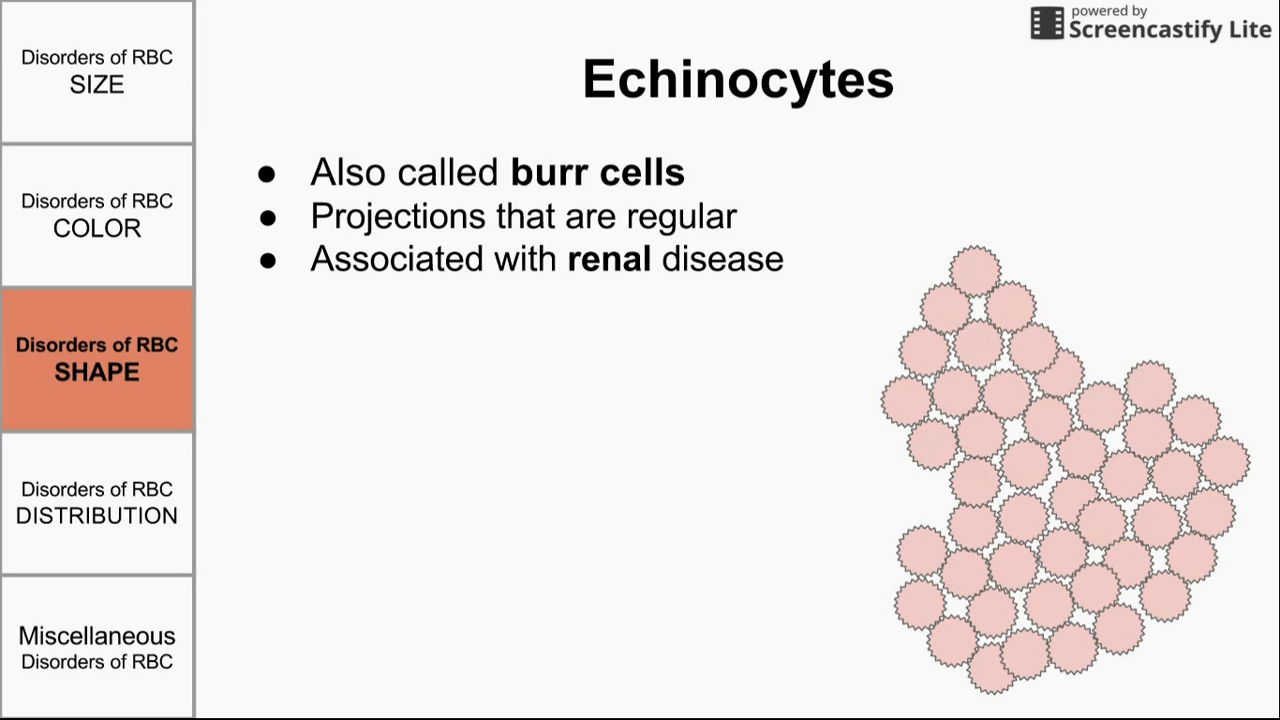 powered by
Screencastify Lite
Disorders of RBC
SIZE
Disorders of RBC
COLOR
Disorders of RBC
SHAPE
Disorders of RBC
DISTRIBUTION
Miscellaneous
Disorders of RBC
Echinocytes
● Also called burr cells
● Projections that are regular
● Associated with renal disease